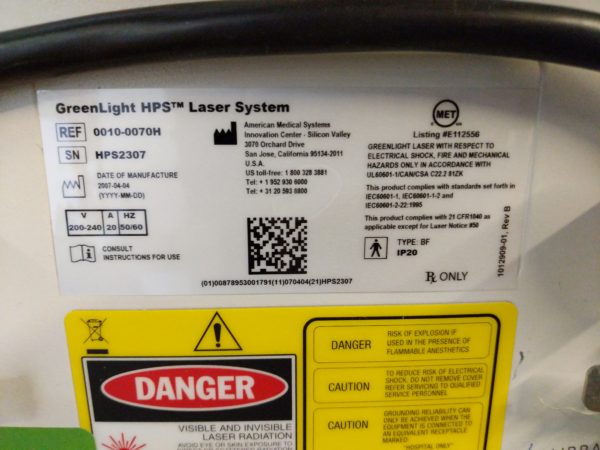 GreenLight HPS™ Laser System
REF 0010-0070H
SN HPS2307
DATE OF MANUFACTURE
2007-04-04
(YYYY-MM-DD)
V A HZ
200-240 20 50/60
CONSULT
INSTRUCTIONS FOR USE
American Medical Systems
Innovation Center - Silicon Valley
3070 Orchard Drive
San Jose, California 95134-2011
U.S.A.
US toll-free: 1 800 328 3881
Tel: + 1 952 930 6000
Tel: + 31 20 593 8800
(01)00878953001791(11)070404(21)HPS2307
MET
Listing #E112556
GREENLIGHT LASER WITH RESPECT TO
ELECTRICAL SHOCK, FIRE AND MECHANICAL
HAZARDS ONLY IN ACCORDANCE WITH
UL60601-1/CAN/CSA C22.2 81ZK
This product complies with standards set forth in
IEC60601-1, IEC60601-1-2 and
IEC60601-2-22:1995
This product complies with 21 CFR1040 as
applicable except for Laser Notice #50
TYPE: BF
IP20
Rx ONLY
1012909-01, Rev B
DANGER
VISIBLE AND INVISIBLE
LASER RADIATION
AVOID EYE OR SKIN EXPOSURE TO
DANGER
RISK OF EXPLOSION IF
USED IN THE PRESENCE OF
FLAMMABLE ANESTHETICS.
CAUTION
TO REDUCE RISK OF ELECTRICAL
SHOCK, DO NOT REMOVE COVER
REFER SERVICING TO QUALIFIED
SERVICE PERSONNEL
CAUTION
GROUNDING RELIABILITY CAN
ONLY BE ACHIEVED WHEN THE
EQUIPMENT IS CONNECTED TO
AN EQUIVALENT RECEPTACLE
MARKED
"HOSPITAL ONLY"